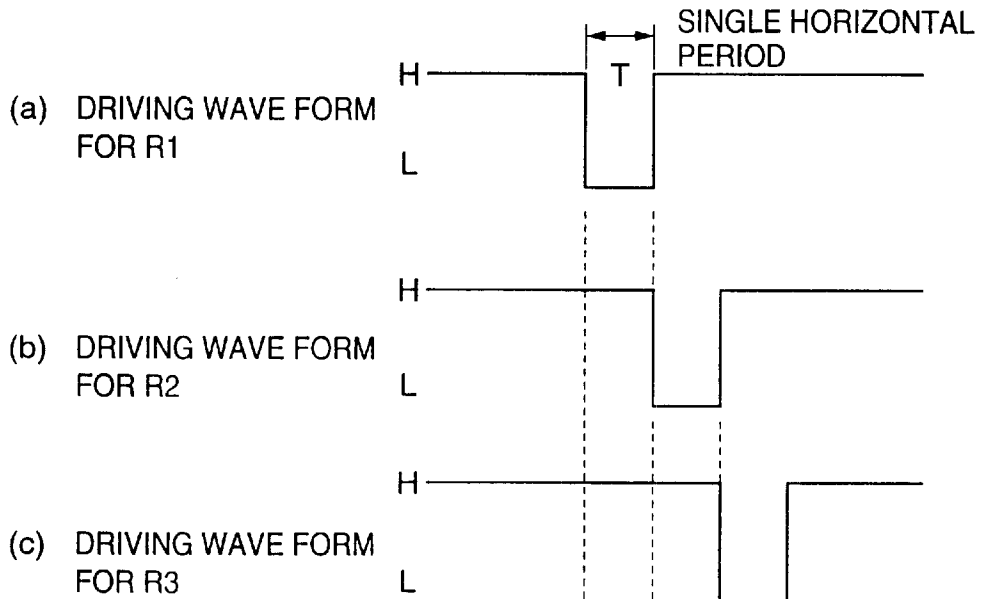 SINGLE HORIZONTAL
PERIOD
T
H
(a) DRIVING WAVE FORM
FOR R1
L
H
(b) DRIVING WAVE FORM
FOR R2
L
H
(c) DRIVING WAVE FORM
FOR R3
L